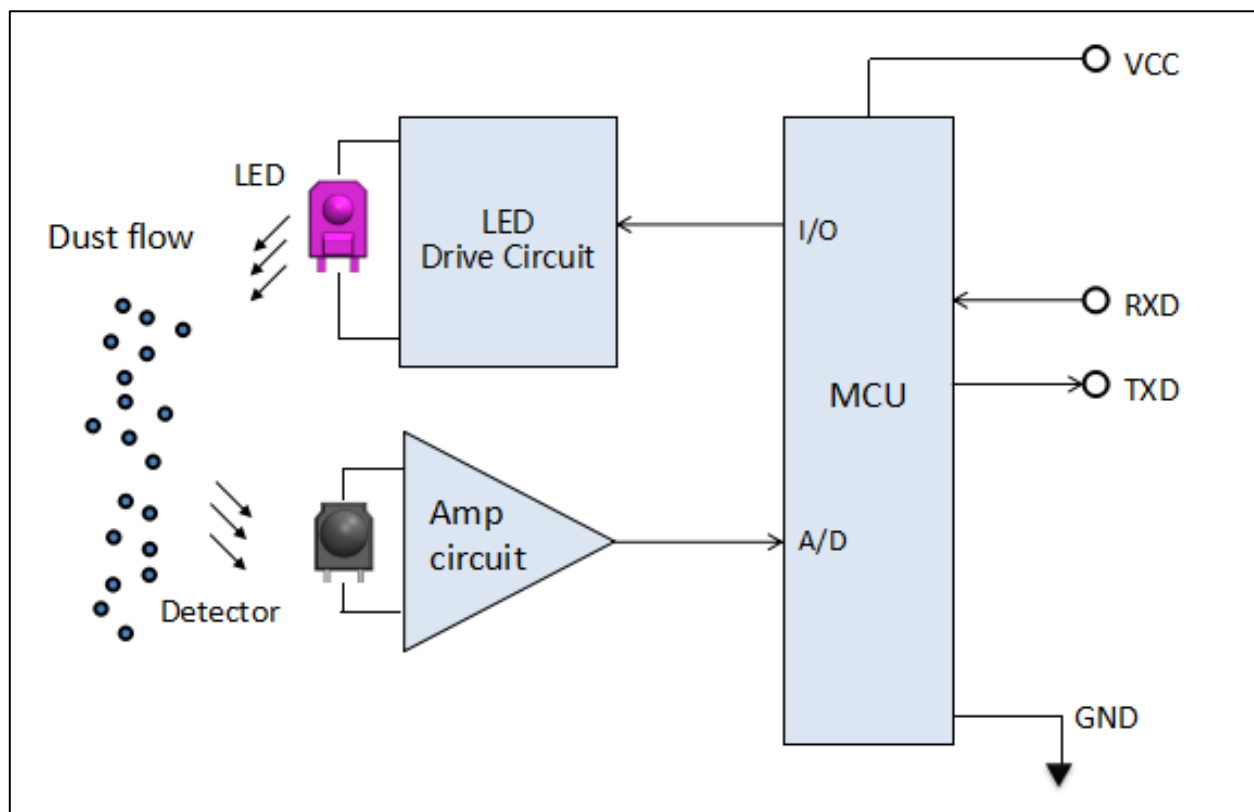 VCC
LED
Dust flow
LED
Drive Circuit
I/O
RXD
TXD
MCU
Amp
circuit
A/D
Detector
GND